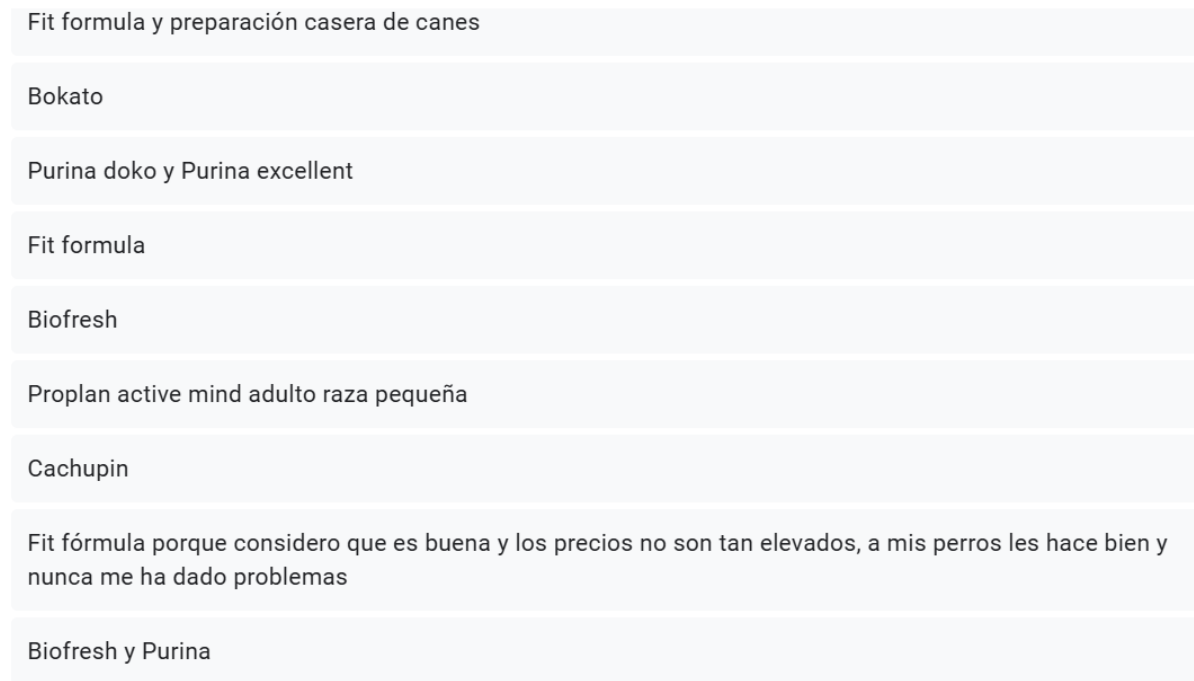 Fit formula y preparación casera de canes
Bokato
Purina doko y Purina excellent
Fit formula
Biofresh
Proplan active mind adulto raza pequeña
Cachupin
Fit fórmula porque considero que es buena y los precios no son tan elevados, a mis perros les hace bien y
nunca me ha dado problemas
Biofresh y Purina